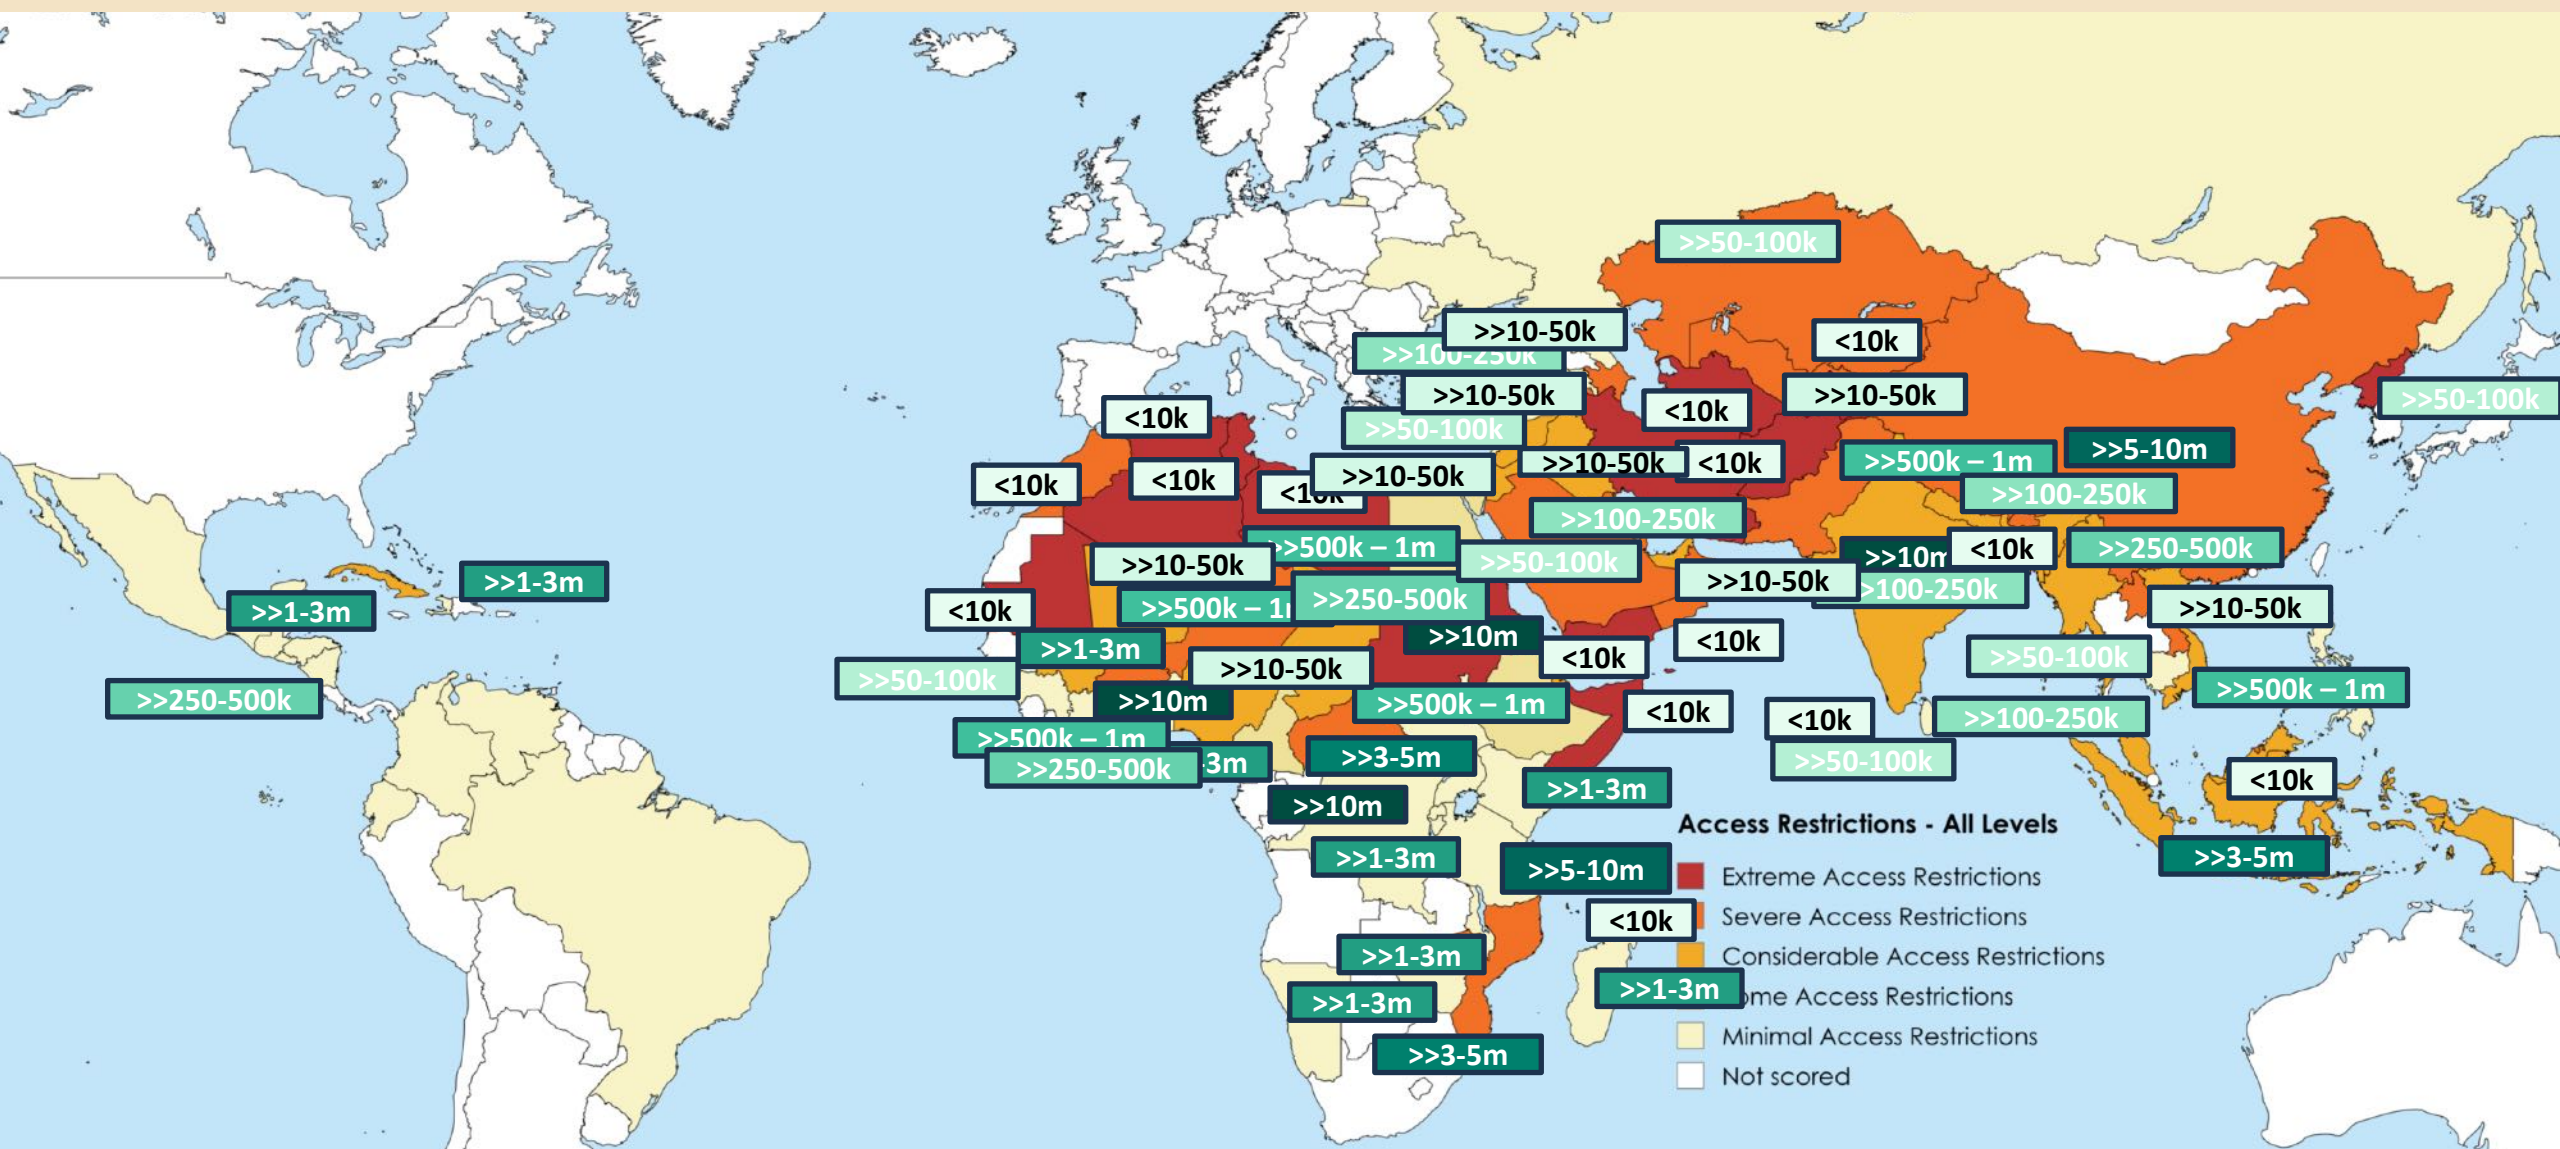 >>50-100k
>>10-50k
>>100-250k
<10k
>>10-50k
<10k
>>10-50k
>>50-100k
<10k
>>50-100k
>>5-10m
>>10-50k
<10k
>>500k – 1m
<10k
<10k
>>10-50k
<10k
>>100-250k
>>100-250k
>>500k – 1m
>>10m
<10k
>>250-500k
>>10-50k
>>50-100k
>>1-3m
>>10-50k
>100-250k
>>1-3m
<10k
>>500k – 1
>>250-500k
>>10-50k
>>10m
<10k
>>1-3m
<10k
>>50-100k
>>50-100k
>>10-50k
>>500k – 1m
>>250-500k
>>10m
>>500k – 1m
<10k
<10k
>>100-250k
>>500k – 1m
-3m
>>3-5m
>>50-100k
>>250-500k
<10k
>>1-3m
>>10m
Access Restrictions - All Levels
>>1-3m
>>3-5m
>>5-10m
Extreme Access Restrictions
<10k
Severe Access Restrictions
>>1-3m
Considerable Access Restrictions
>>1-3m
>>1-3m
ome Access Restrictions
Minimal Access Restrictions
>>3-5m
Not scored